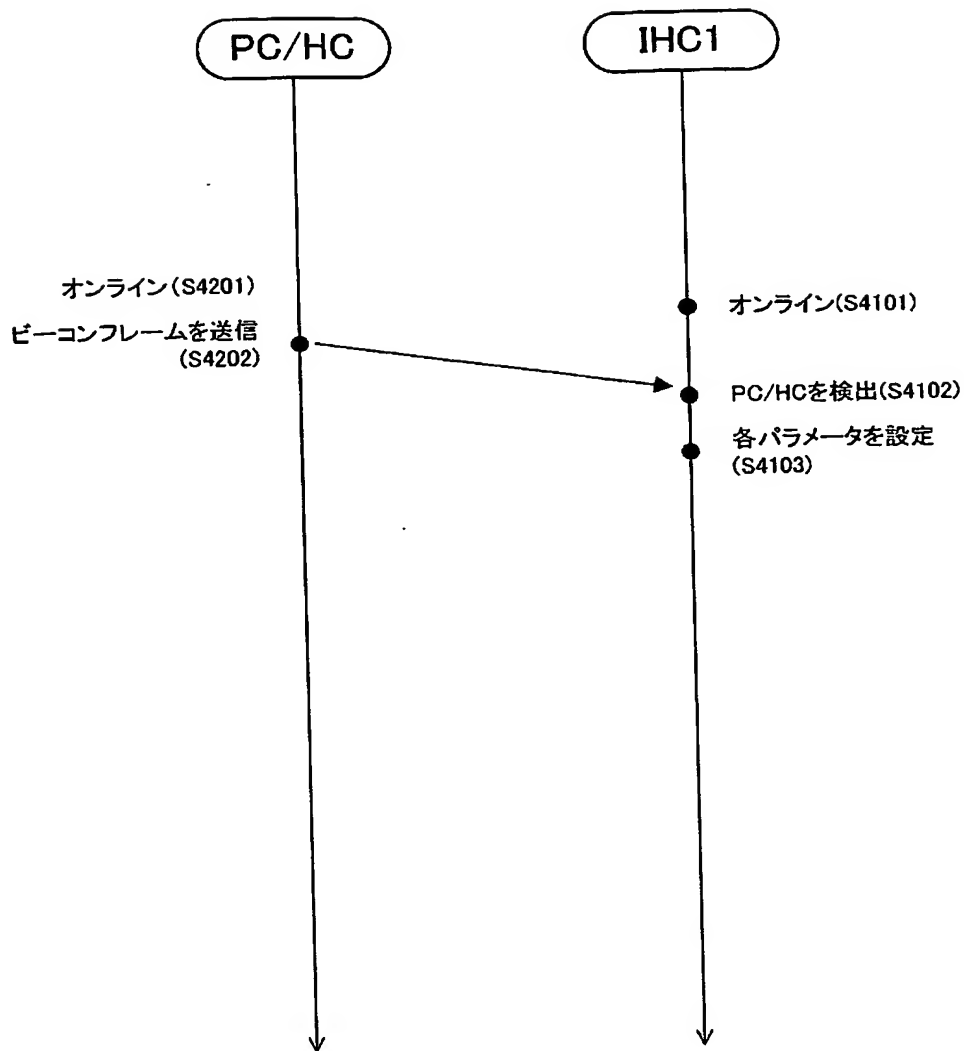 PC/HC
IHC1
オンライン(S4201)
ビーコンフレームを送信
(S4202)
オンライン(S4101)
PC/HCを検出(S4102)
各パラメータを設定
(S4103)